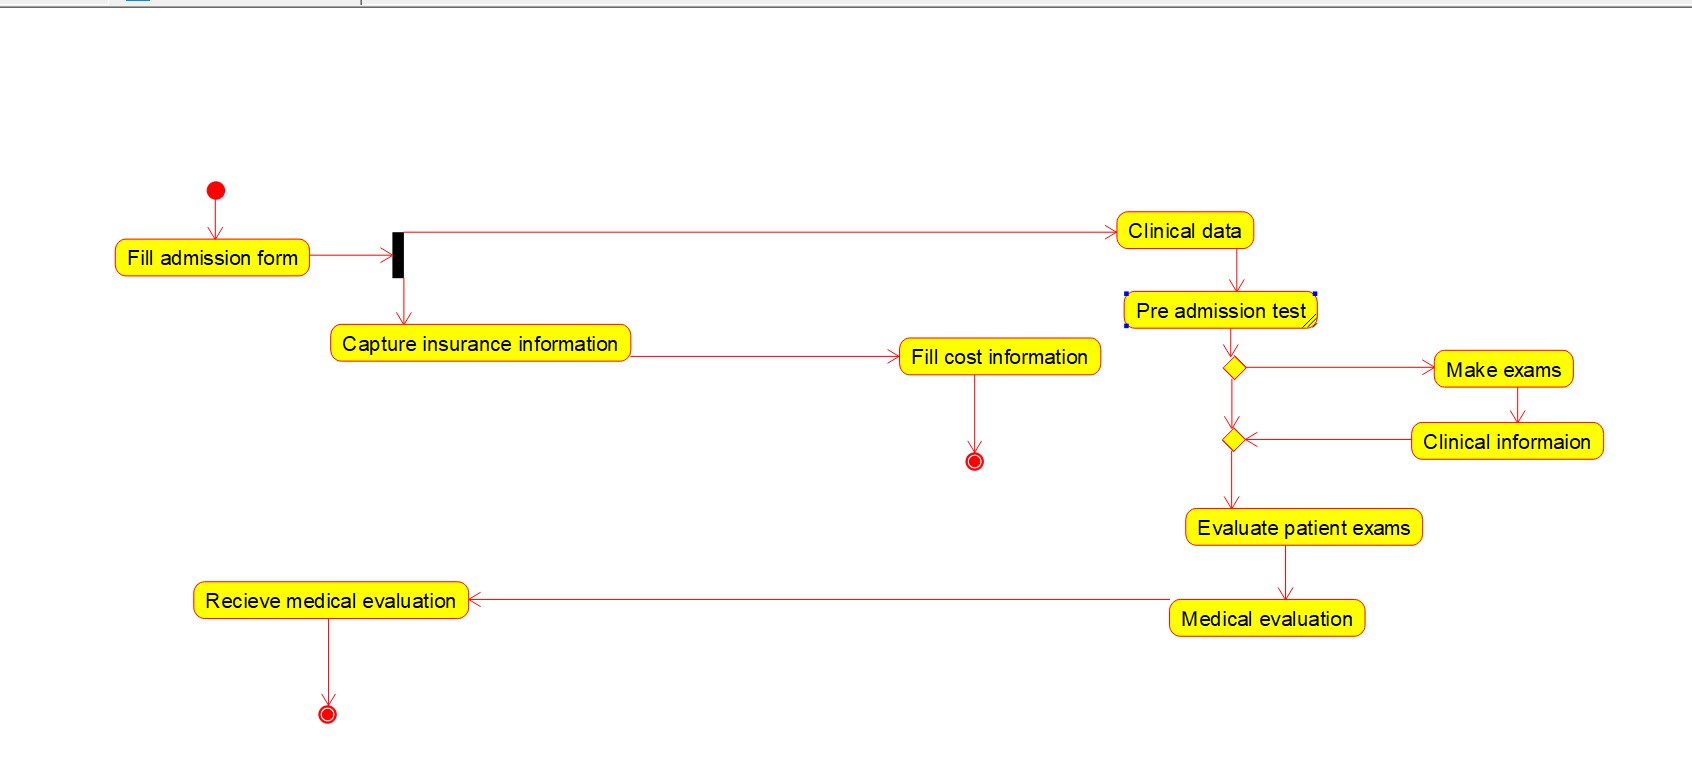 Fill admission form
Clinical data
Pre admission test
Capture insurance information
Fill cost information
Make exams
Clinical informaion
Evaluate patient exams
Recieve medical evaluation
Medical evaluation